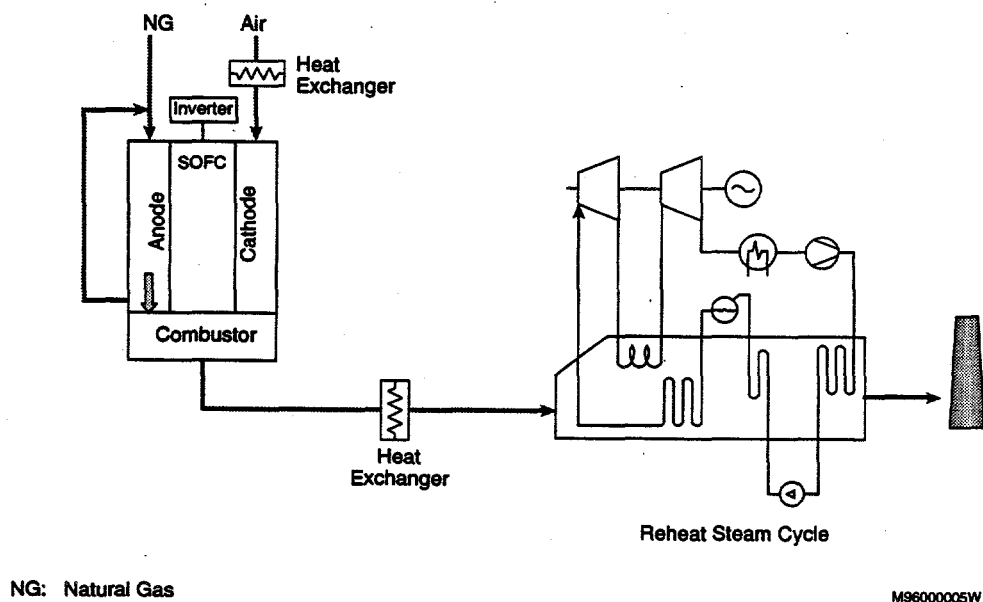 NG
Air
Heat
Exchanger
Inverter
SOFC
Anode
Cathode
Combustor
Heat
Exchanger
Reheat Steam Cycle
NG: Natural Gas
M96000005W